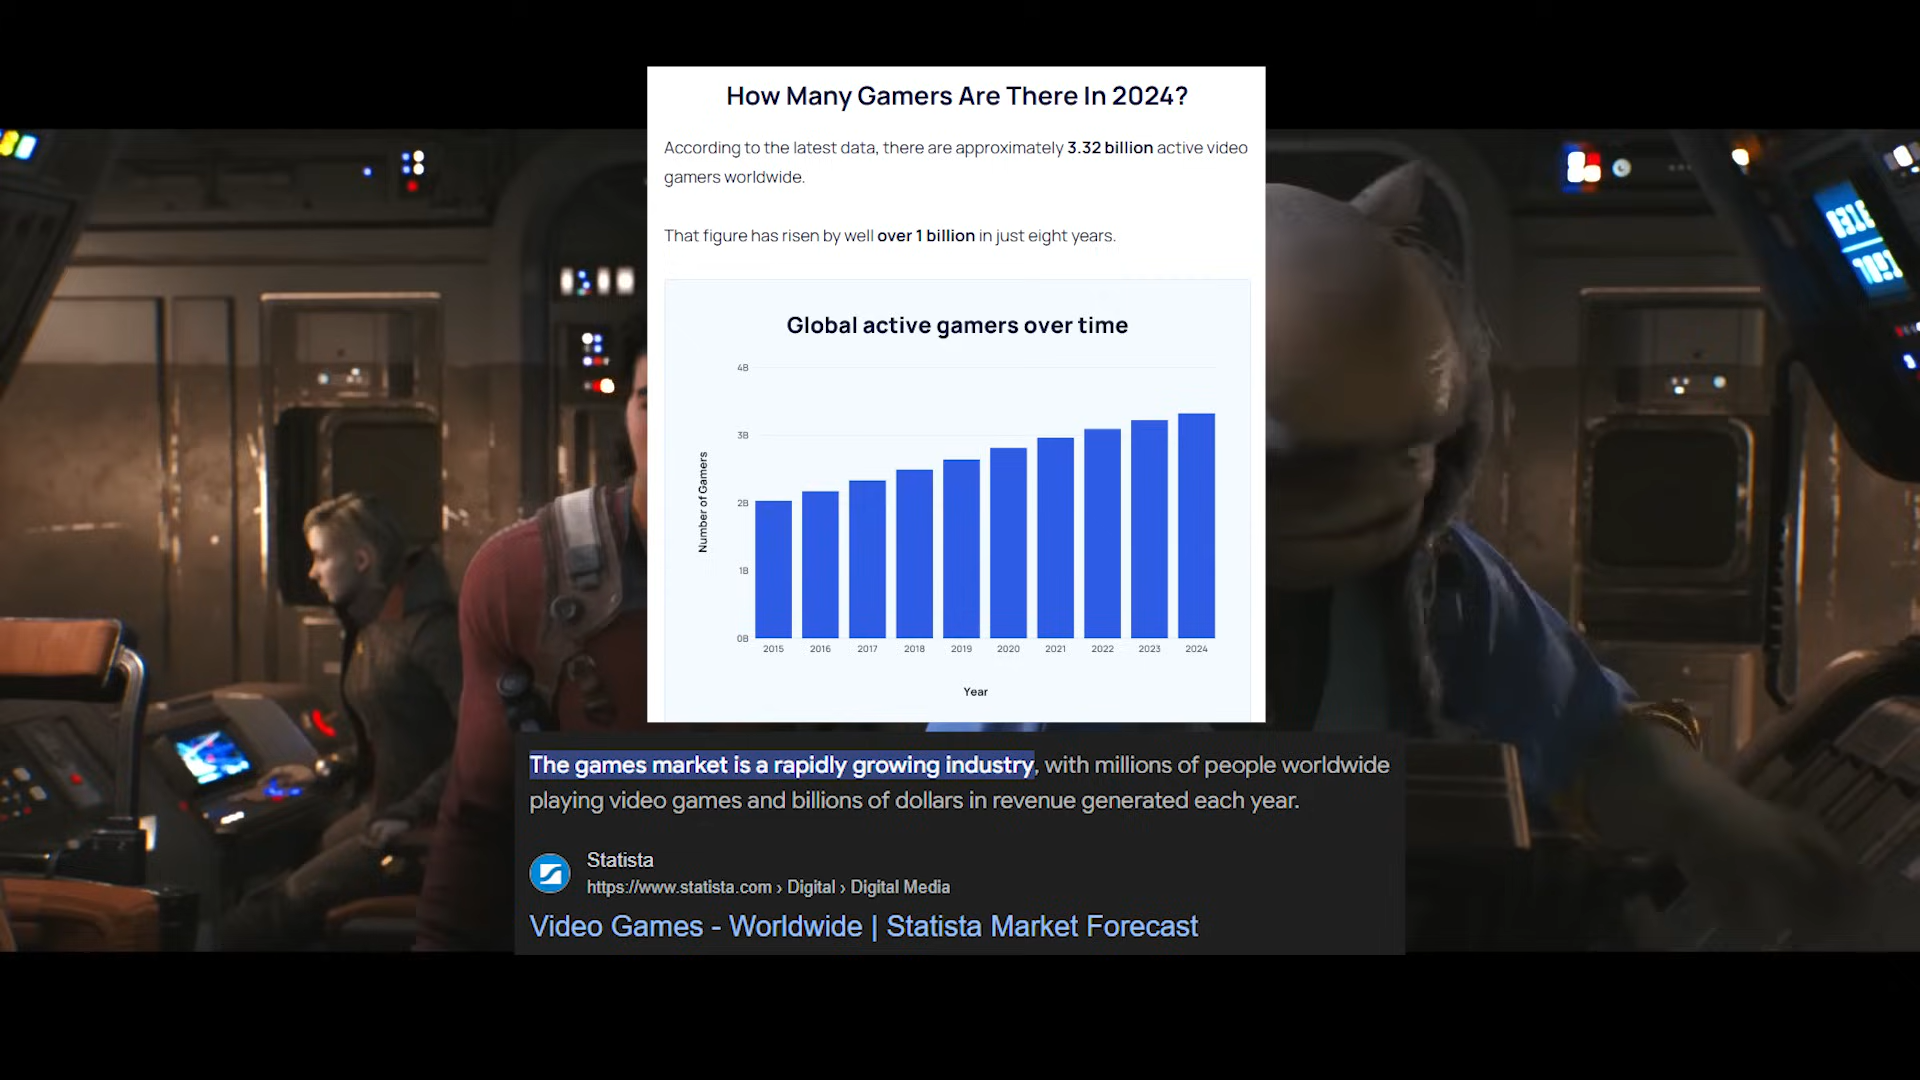 How Many Gamers Are There In 2024?
According to the latest data, there are approximately 3.32 billion active video
gamers worldwide.
That figure has risen by well over 1 billion in just eight years.
Global active gamers over time
4B
3B
2B
1B
0B
Number of Gamers
2015 2016 2017 2018 2019 2020 2021 2022 2023 2024
Year
The games market is a rapidly growing industry, with millions of people worldwide
playing video games and billions of dollars in revenue generated each year.
Statista
https://www.statista.com › Digital › Digital Media
Video Games - Worldwide | Statista Market Forecast